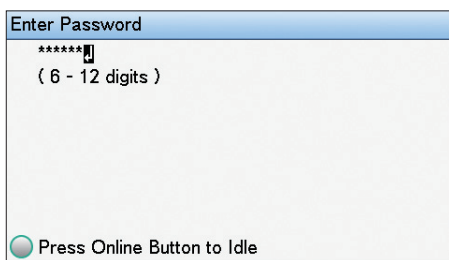 Enter Password
******↲
( 6 - 12 digits )
Press Online Button to Idle